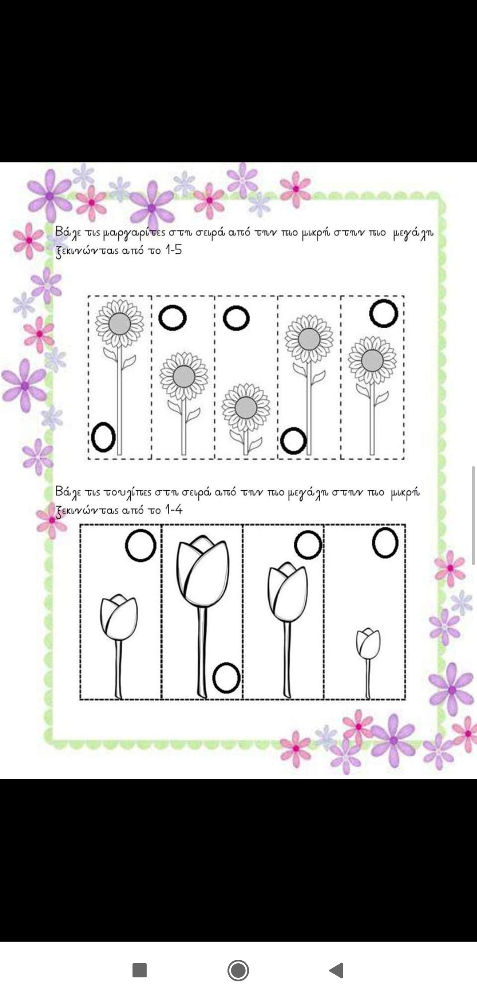 Βάλε τις μαργαρίτες στη σειρά από την πιο μικρή στην πιο μεγάλη
ξεκινώντας από το 1-5
Βάλε τις τουλίπες στη σειρά από την πιο μεγάλη στην πιο μικρή
ξεκινώντας από το 1-4